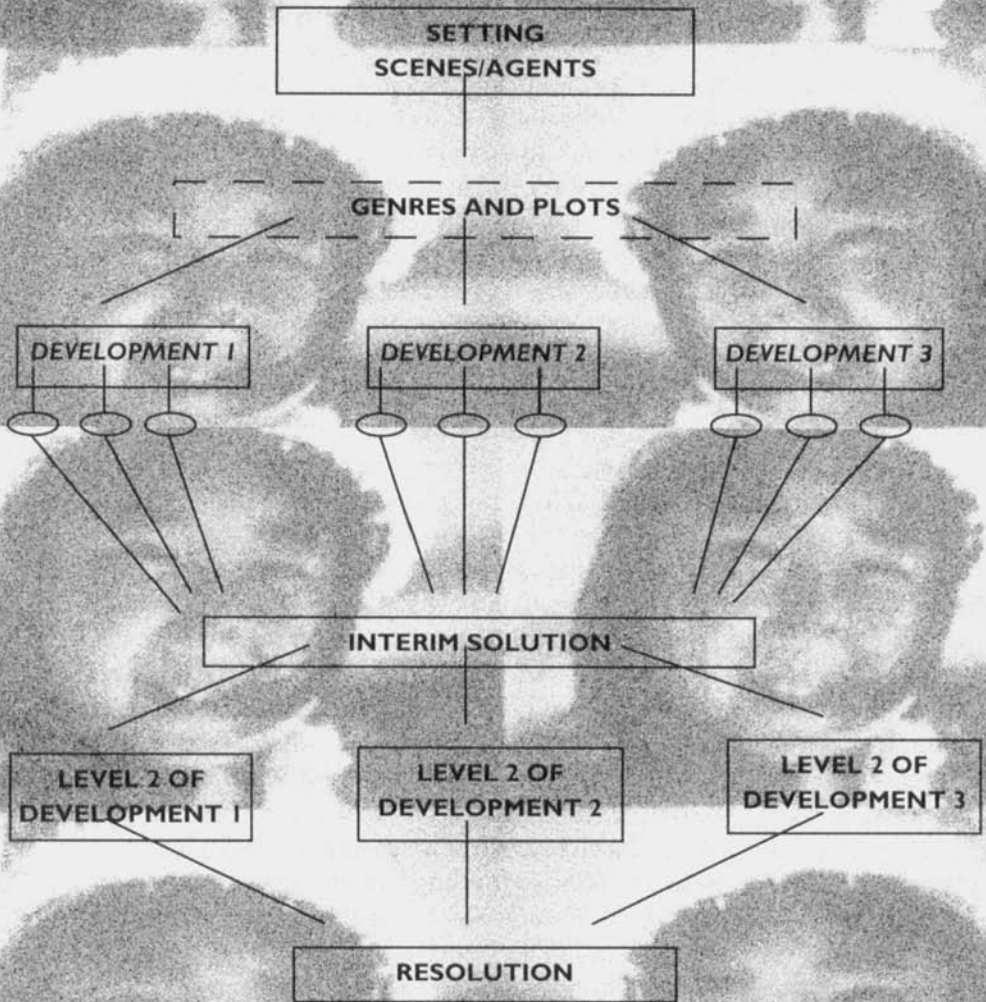 SETTING
SCENES/AGENTS
GENRES AND PLOTS
DEVELOPMENT 1
DEVELOPMENT 2
DEVELOPMENT 3
INTERIM SOLUTION
LEVEL 2 OF
DEVELOPMENT 1
LEVEL 2 OF
DEVELOPMENT 2
LEVEL 2 OF
DEVELOPMENT 3
RESOLUTION